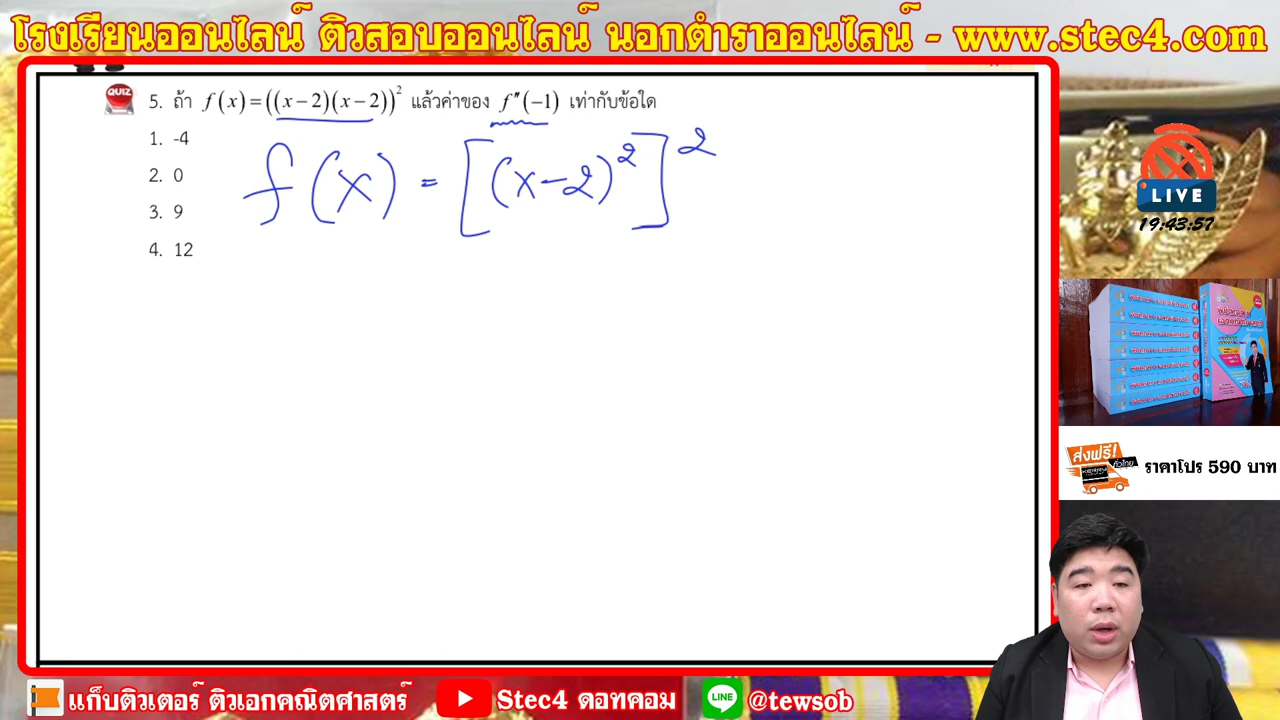 โรงเรียนออนไลน์ ติวสอบออนไลน์ นอกตำราออนไลน์ - www.stec4.com
QUIZ
5. ถ้า f(x)=((x−2)(x−2))² แล้วค่าของ f″(−1) เท่ากับข้อใด
1. -4
2. 0
3. 9
4. 12
f(x) = [(x−2)²]²
LIVE
19:43:57
ส่งฟรี!
ทั่วไทย
ราคาโปร 590 บาท
แก็บติวเตอร์ ติวเอกคณิตศาสตร์
Stec4 ดอทคอม
LINE
@tewsob